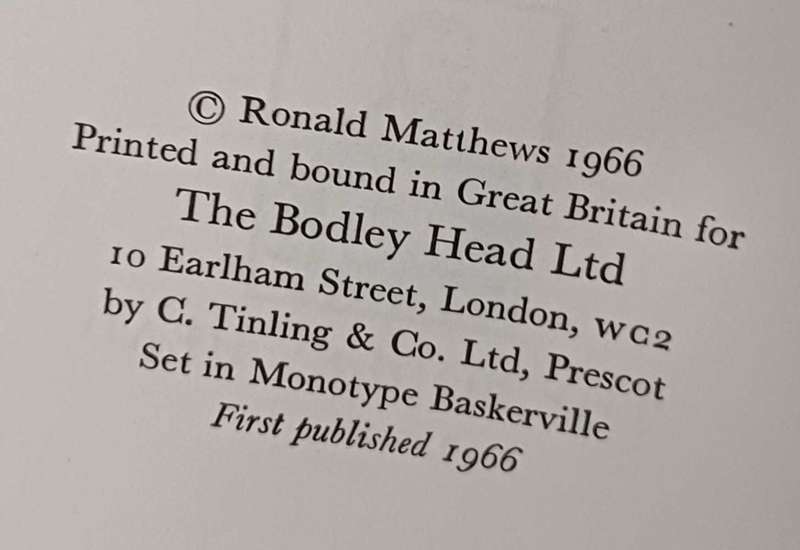 © Ronald Matthews 1966
Printed and bound in Great Britain for
The Bodley Head Ltd
10 Earlham Street, London, WC2
by C. Tinling & Co. Ltd, Prescot
Set in Monotype Baskerville
First published 1966